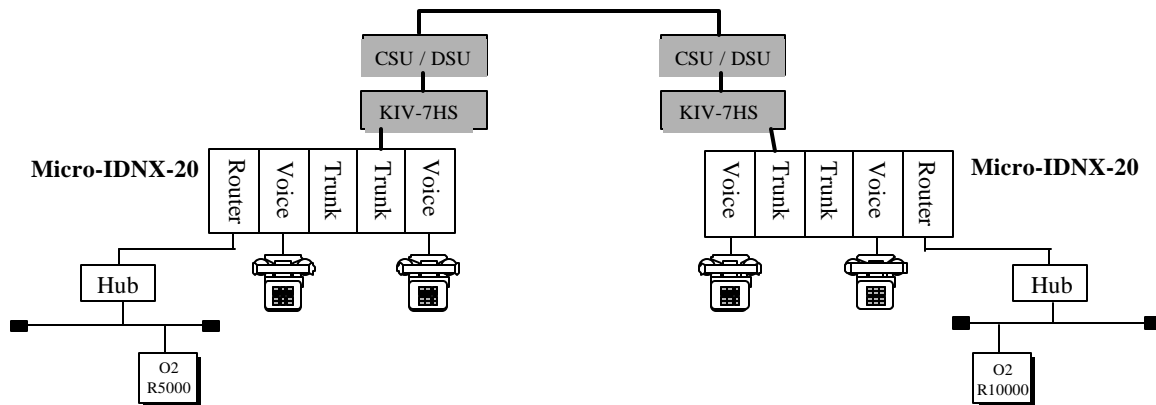 CSU / DSU
CSU / DSU
KIV-7HS
KIV-7HS
Micro-IDNX-20
Router
Voice
Trunk
Trunk
Voice
Voice
Trunk
Trunk
Voice
Router
Micro-IDNX-20
Hub
Hub
O2
R5000
O2
R10000